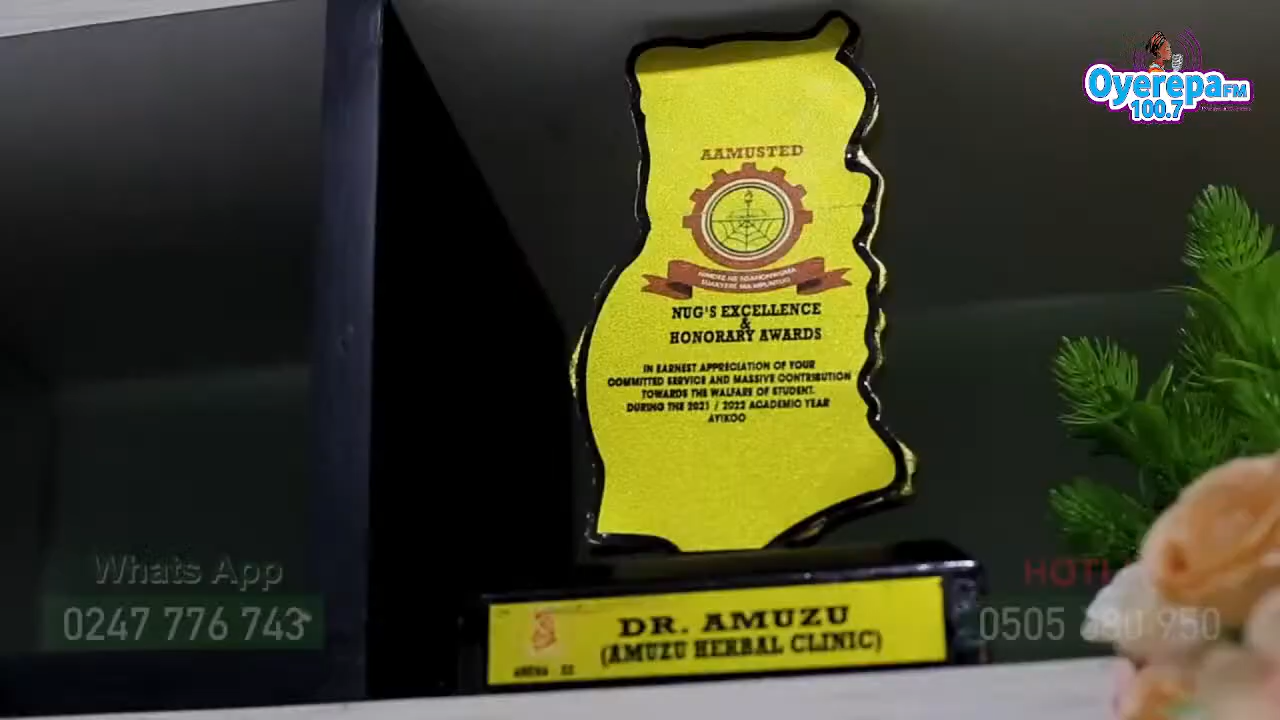 Oyerepa FM
100.7
AAMUSTED
NUG'S EXCELLENCE
&
HONORARY AWARDS
IN EARNEST APPRECIATION OF YOUR
COMMITTED SERVICE AND MASSIVE CONTRIBUTION
TOWARDS THE WALFARE OF STUDENT.
DURING THE 2021 / 2022 ACADEMIC YEAR
AYIKOO
DR. AMUZU
(AMUZU HERBAL CLINIC)
Whats App
0247 776 743
0505 950